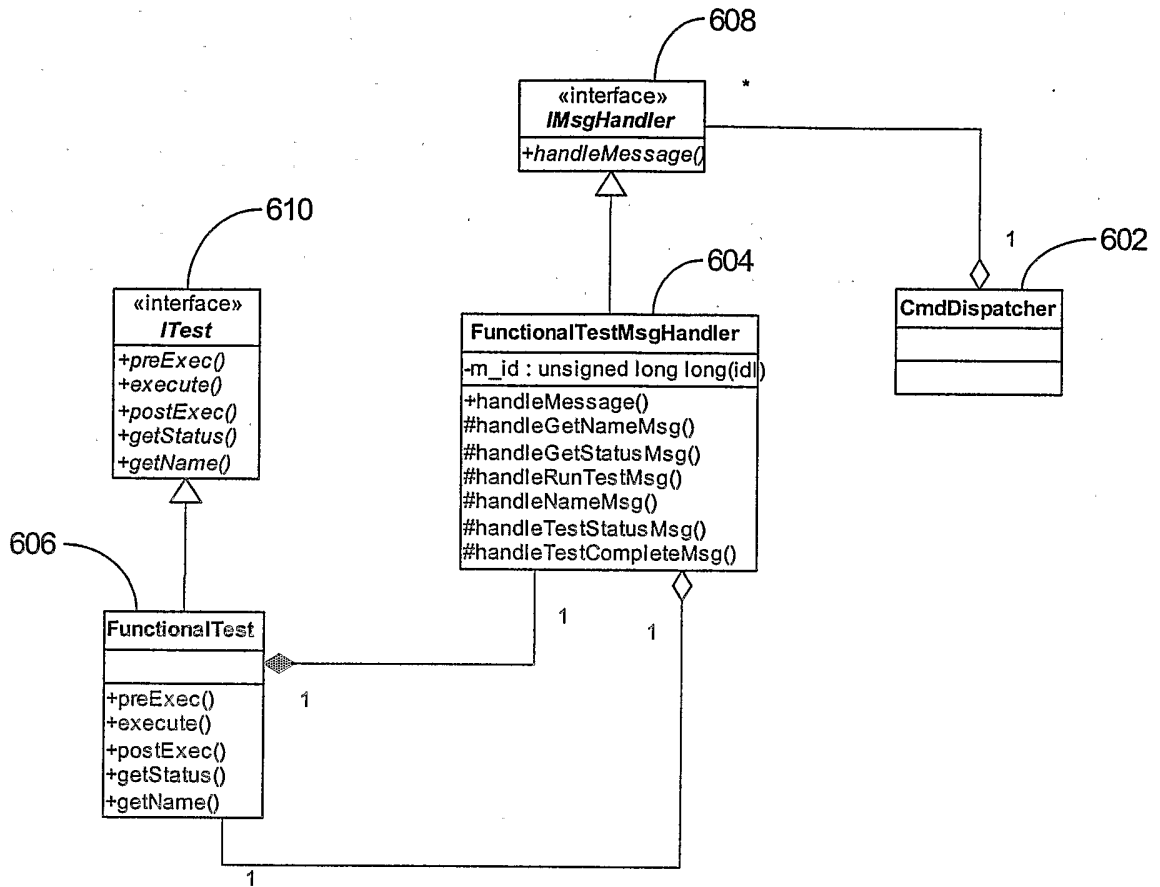 608
«interface»
IMsgHandler
+handleMessage()
*
610
«interface»
ITest
+preExec()
+execute()
+postExec()
+getStatus()
+getName()
604
FunctionalTestMsgHandler
-m_id : unsigned long long(idl)
+handleMessage()
#handleGetNameMsg()
#handleGetStatusMsg()
#handleRunTestMsg()
#handleNameMsg()
#handleTestStatusMsg()
#handleTestCompleteMsg()
1
602
CmdDispatcher
606
FunctionalTest
+preExec()
+execute()
+postExec()
+getStatus()
+getName()
1
1
1
1